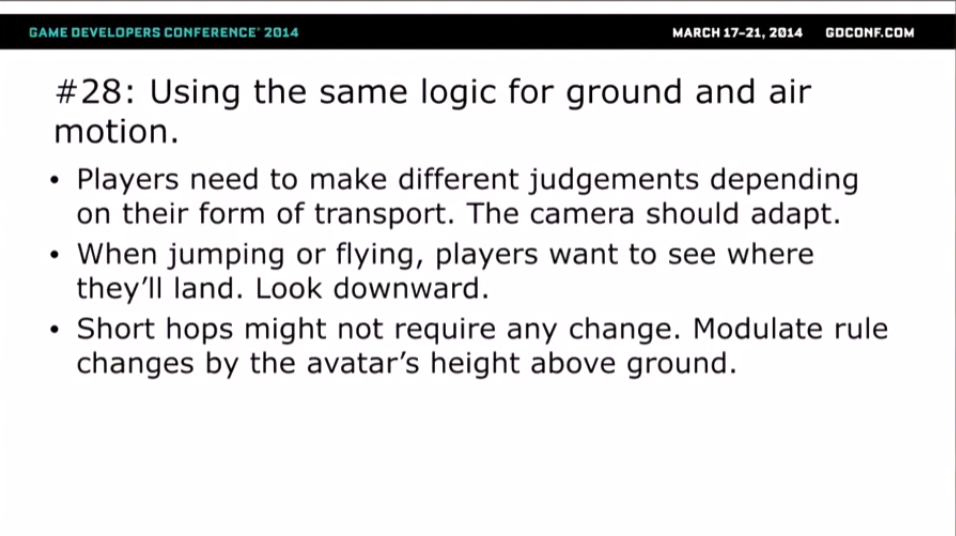 GAME DEVELOPERS CONFERENCE® 2014
MARCH 17–21, 2014 GDCONF.COM
#28: Using the same logic for ground and air
motion.
• Players need to make different judgements depending
on their form of transport. The camera should adapt.
• When jumping or flying, players want to see where
they’ll land. Look downward.
• Short hops might not require any change. Modulate rule
changes by the avatar’s height above ground.